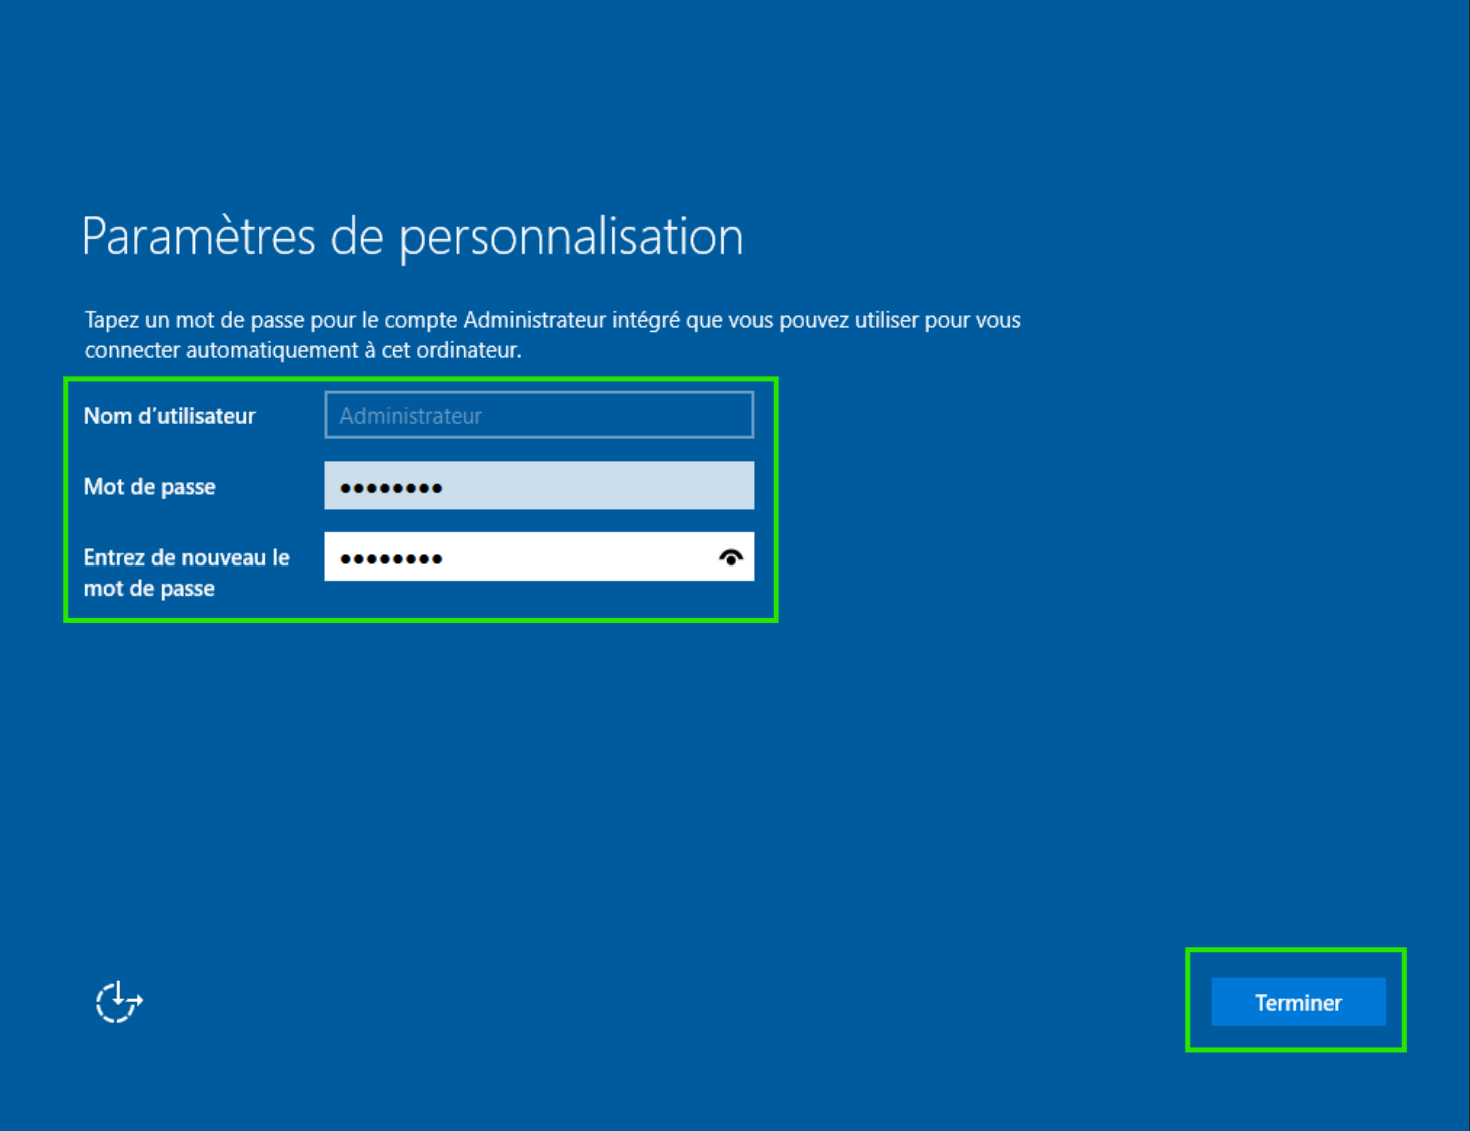 Paramètres de personnalisation
Tapez un mot de passe pour le compte Administrateur intégré que vous pouvez utiliser pour vous
connecter automatiquement à cet ordinateur.
Nom d'utilisateur
Administrateur
Mot de passe
••••••••
Entrez de nouveau le
mot de passe
••••••••
Terminer